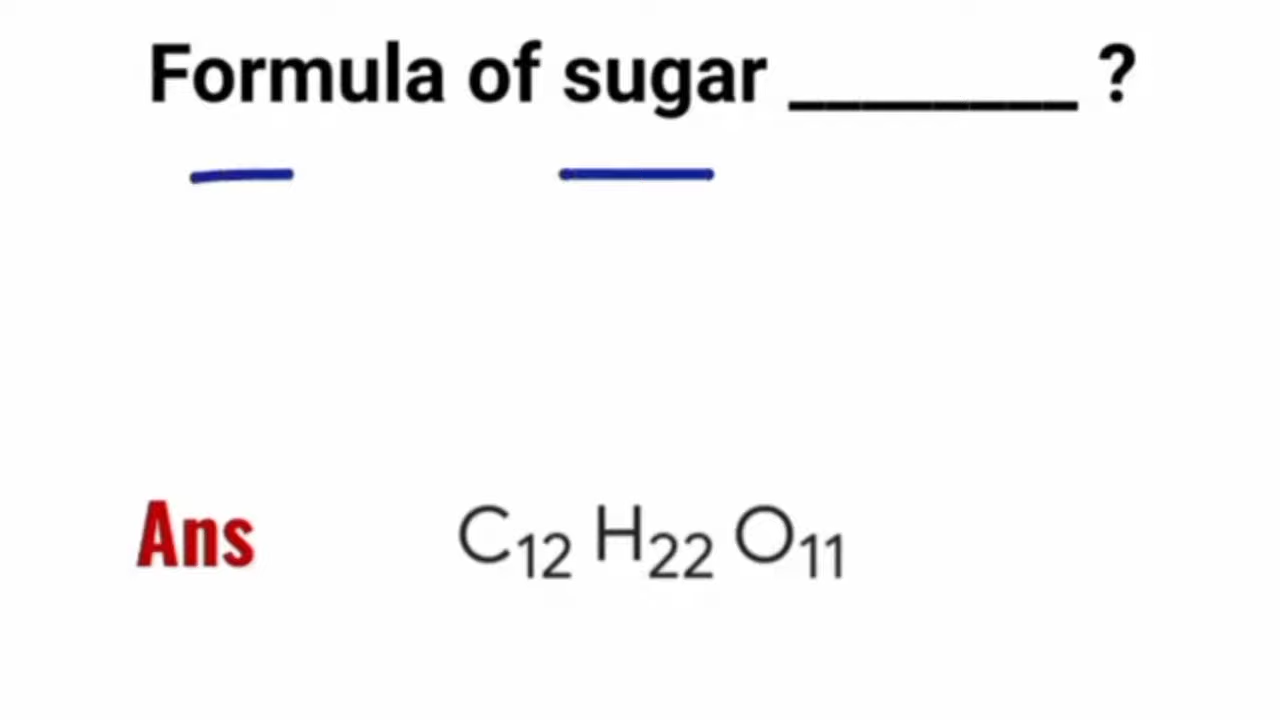 Formula of sugar ________ ?
Ans C₁₂ H₂₂ O₁₁